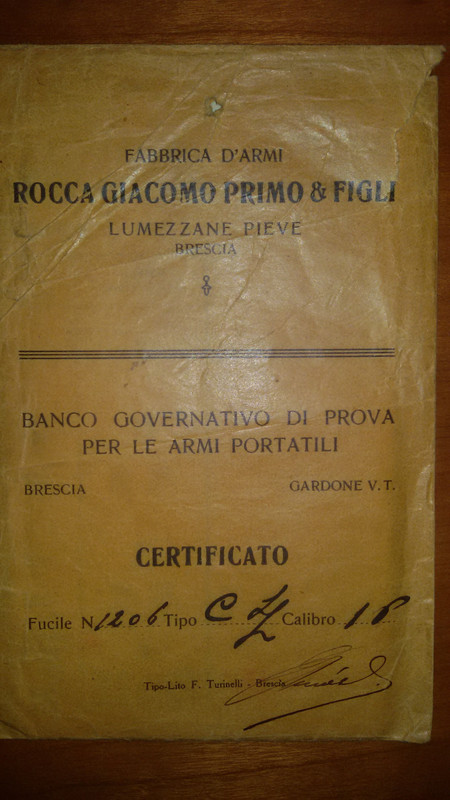 FABBRICA D'ARMI
ROCCA GIACOMO PRIMO & FIGLI
LUMEZZANE PIEVE
BRESCIA
BANCO GOVERNATIVO DI PROVA
PER LE ARMI PORTATILI
BRESCIA GARDONE V. T.
CERTIFICATO
Fucile N. 1206 Tipo C Calibro
Tipo-Lito F. Turinelli - Brescia